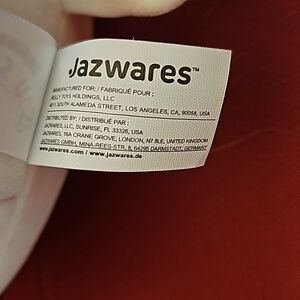 Jazwares™
MANUFACTURED FOR: / FABRIQUÉ POUR :
KELLY TOYS HOLDINGS, LLC
4811 SOUTH ALAMEDA STREET, LOS ANGELES, CA, 90058, USA
DISTRIBUTED BY: / DISTRIBUÉ PAR :
JAZWARES, LLC, SUNRISE, FL 33326, USA
JAZWARES, 16A CRANE GROVE, LONDON, N7 8LE, UNITED KINGDOM
JAZWARES GMBH, MINA-REES-STR. 8, 64295 DARMSTADT, GERMANY
www.jazwares.com / www.jazwares.de